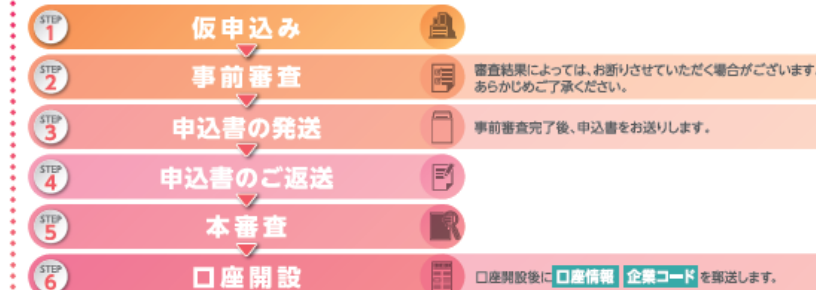 STEP
1
仮申込み
STEP
2
事前審査
審査結果によっては、お断りさせていただく場合がございます。
あらかじめご了承ください。
STEP
3
申込書の発送
事前審査完了後、申込書をお送りします。
STEP
4
申込書のご返送
STEP
5
本審査
STEP
6
口座開設
口座開設後に 口座情報 企業コード を郵送します。